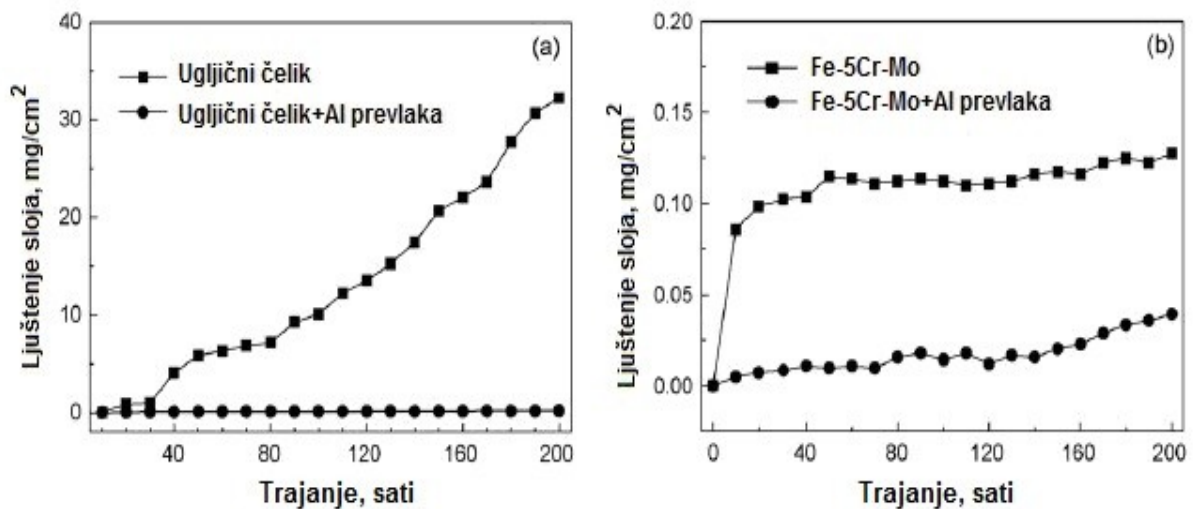 (a)
Ugljični čelik
Ugljični čelik+Al prevlaka
Ljuštenje sloja, mg/cm²
40
30
20
10
0
40
80
120
160
200
Trajanje, sati
(b)
Fe-5Cr-Mo
Fe-5Cr-Mo+Al prevlaka
Ljuštenje sloja, mg/cm²
0.20
0.15
0.10
0.05
0.00
0
40
80
120
160
200
Trajanje, sati